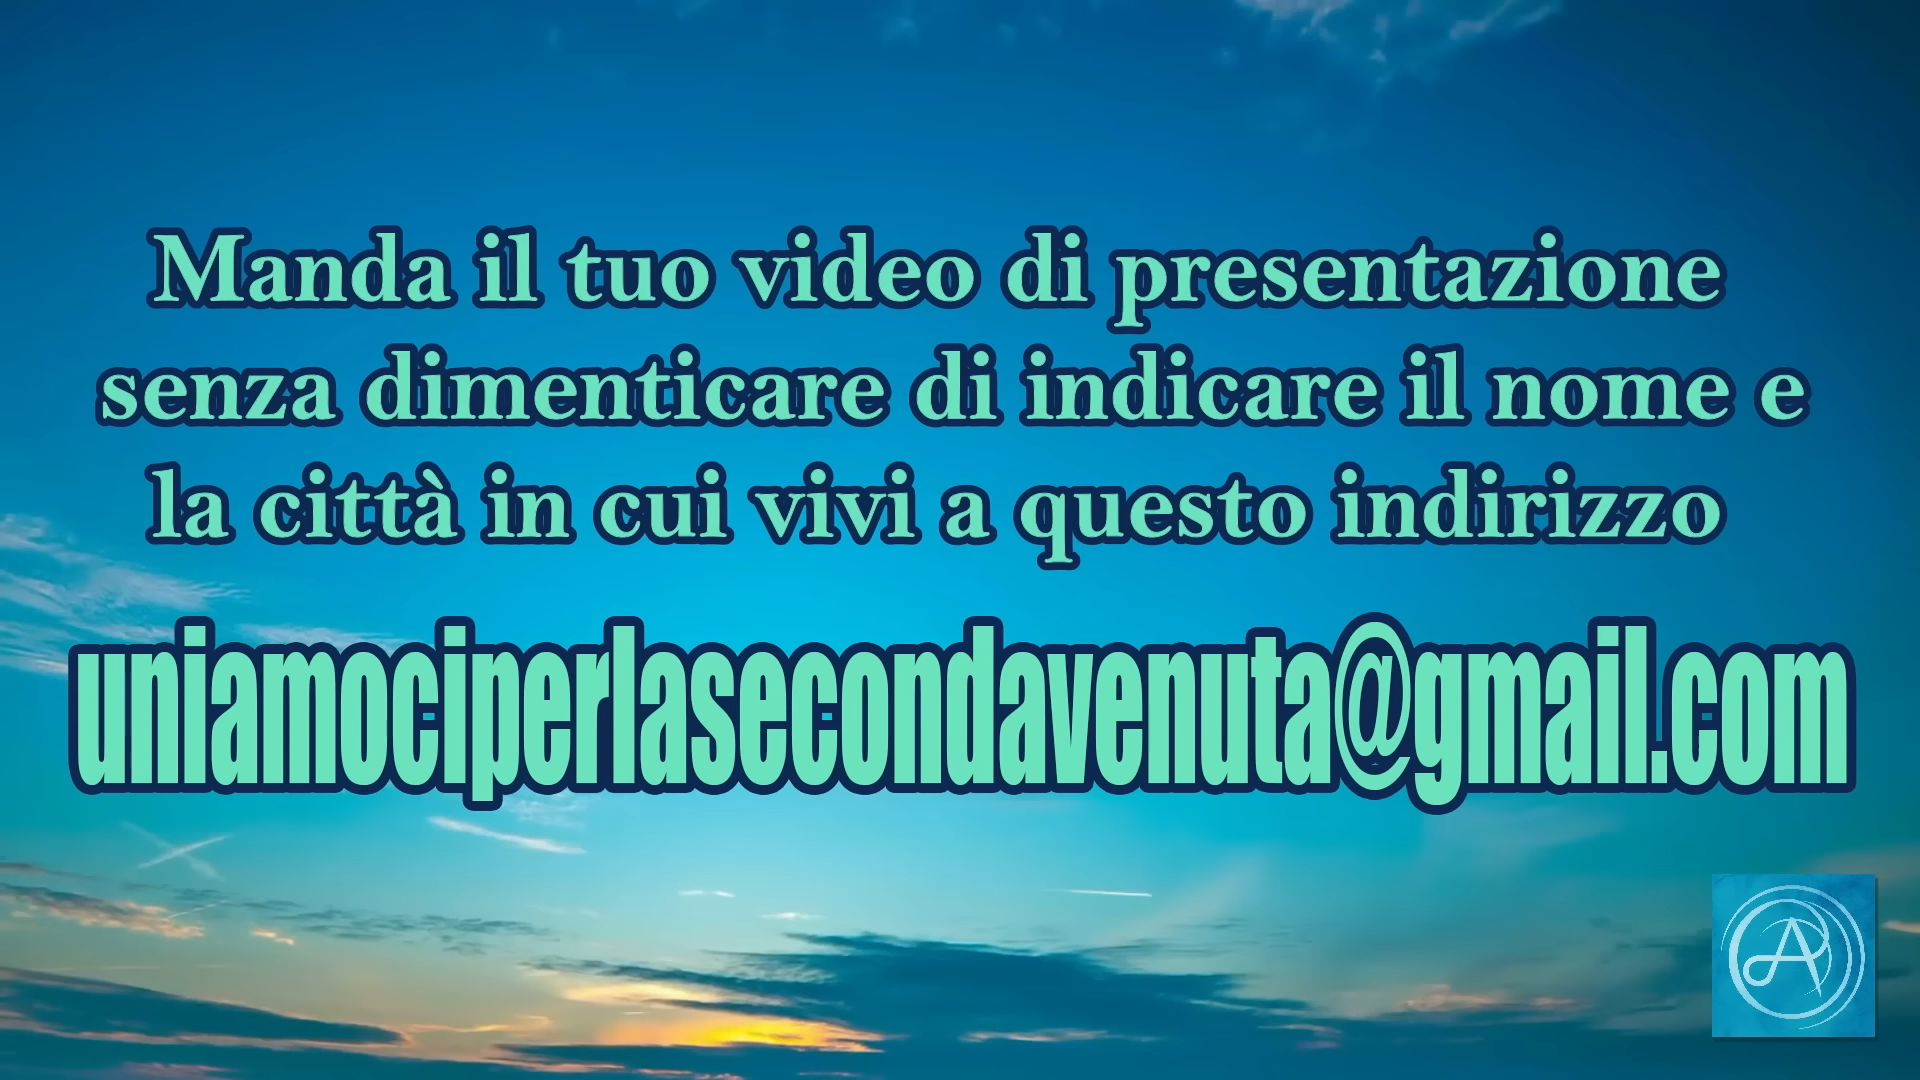 Manda il tuo video di presentazione
senza dimenticare di indicare il nome e
la città in cui vivi a questo indirizzo
uniamociperlasecondavenuta@gmail.com